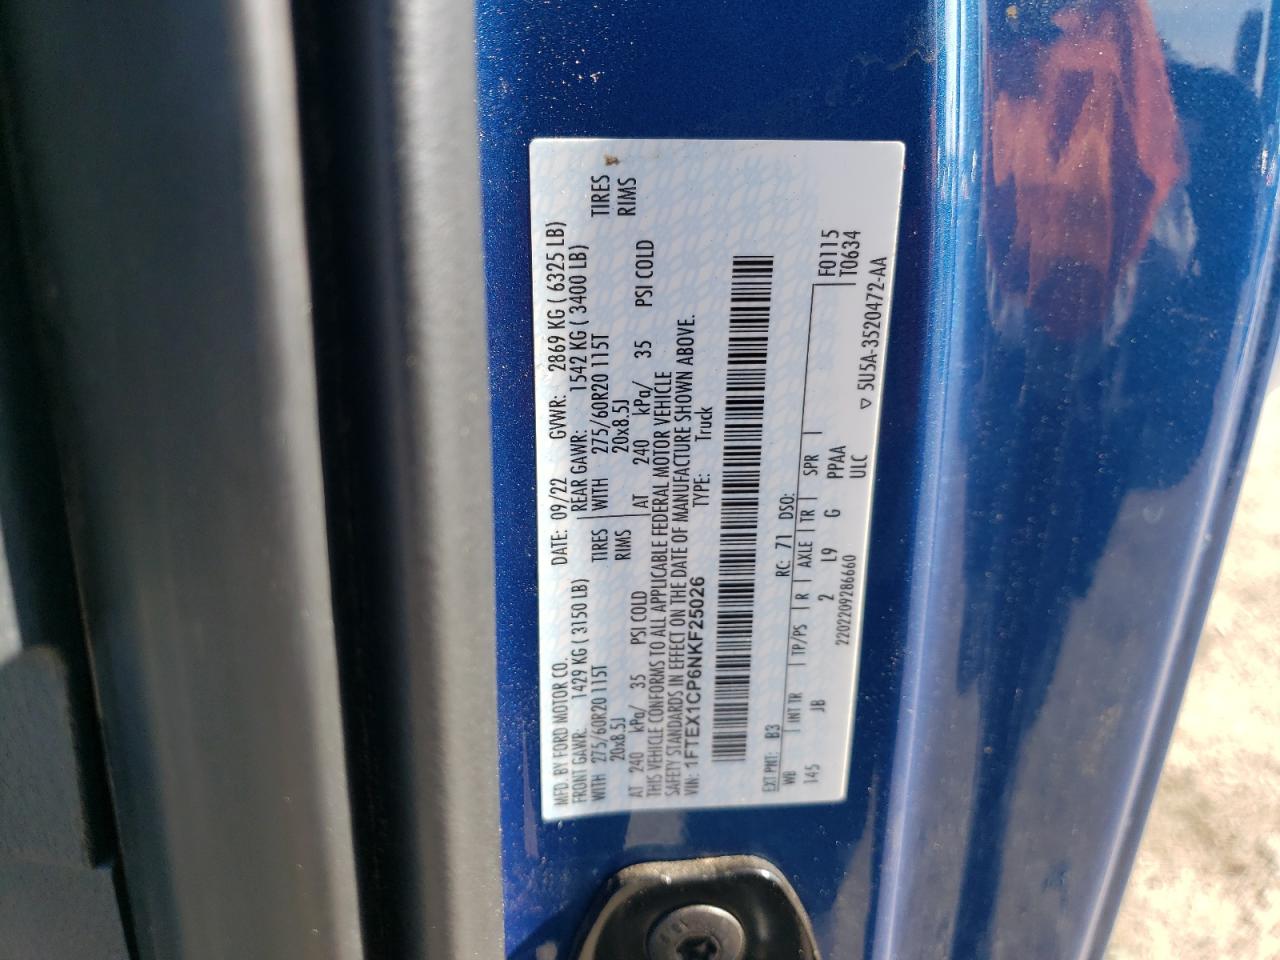 MFD. BY FORD MOTOR CO. DATE: 09/22 GVWR: 2869 KG ( 6325 LB)
FRONT GAWR: 1429 KG ( 3150 LB) REAR GAWR: 1542 KG ( 3400 LB)
WITH 275/60R20 115T TIRES WITH 275/60R20 115T TIRES
20x8.5J RIMS 20x8.5J RIMS
AT 240 kPa/ 35 PSI COLD AT 240 kPa/ 35 PSI COLD
THIS VEHICLE CONFORMS TO ALL APPLICABLE FEDERAL MOTOR VEHICLE
SAFETY STANDARDS IN EFFECT ON THE DATE OF MANUFACTURE SHOWN ABOVE.
VIN: 1FTEX1CP6NKF25026 TYPE: Truck
EXT PNT: B3 RC: 71 DSO:
WB INT TR TP/PS R AXLE TR SPR F0115
145 JB 2 L9 G PPAA T0634
2202209286660 ULC ▽ 5U5A-3520472-AA